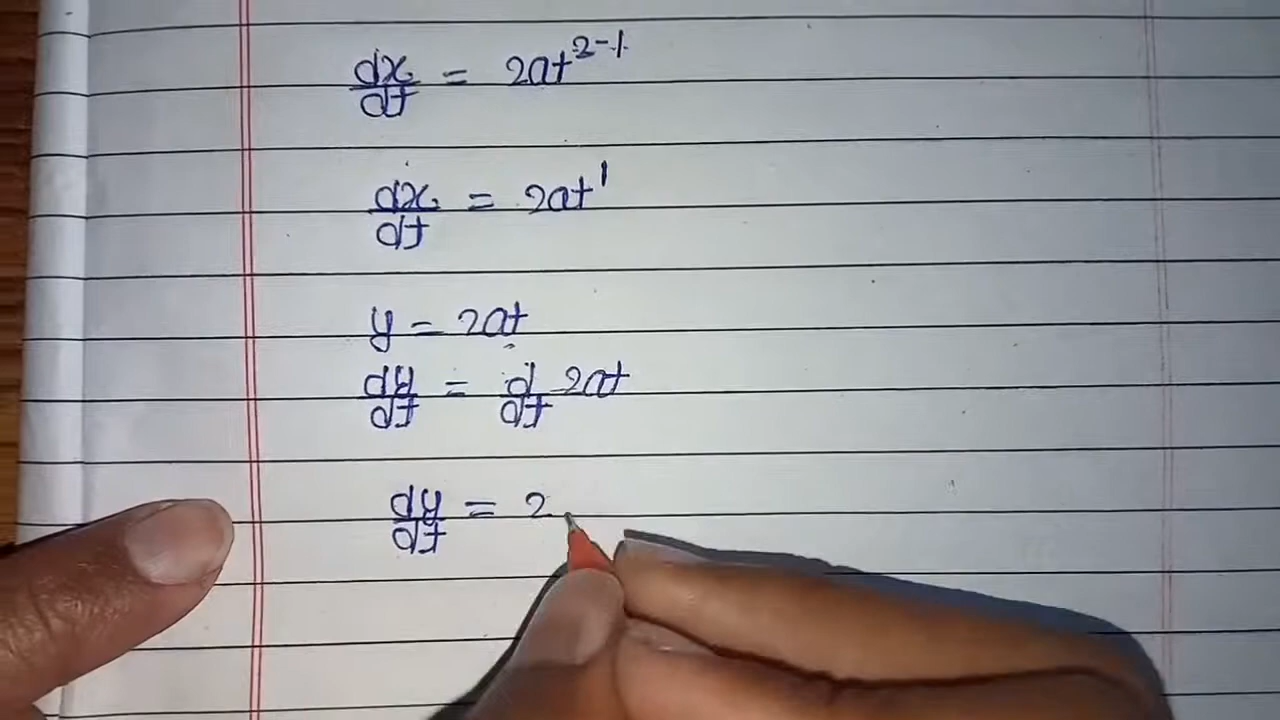 dx/dt = 2at^2-1
dx/dt = 2at^1
y = 2at
dy/dt = d/dt 2at
dy/dt = 2